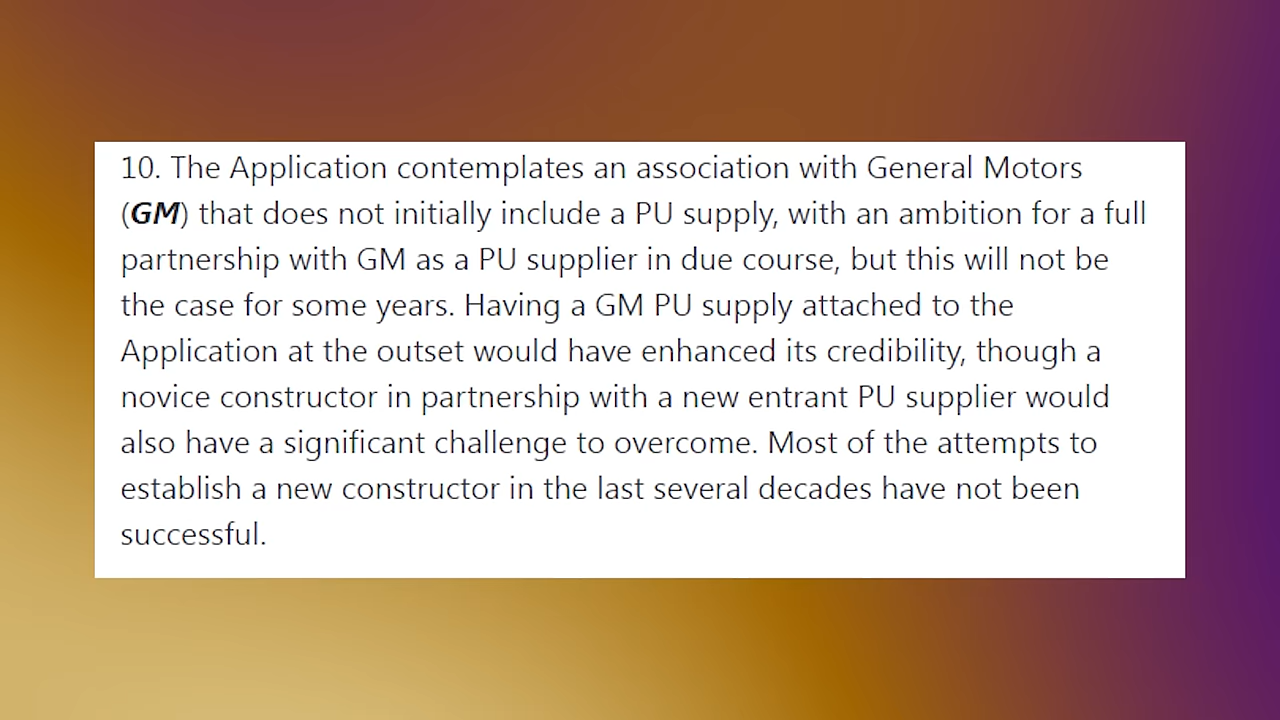 10. The Application contemplates an association with General Motors
(GM) that does not initially include a PU supply, with an ambition for a full
partnership with GM as a PU supplier in due course, but this will not be
the case for some years. Having a GM PU supply attached to the
Application at the outset would have enhanced its credibility, though a
novice constructor in partnership with a new entrant PU supplier would
also have a significant challenge to overcome. Most of the attempts to
establish a new constructor in the last several decades have not been
successful.